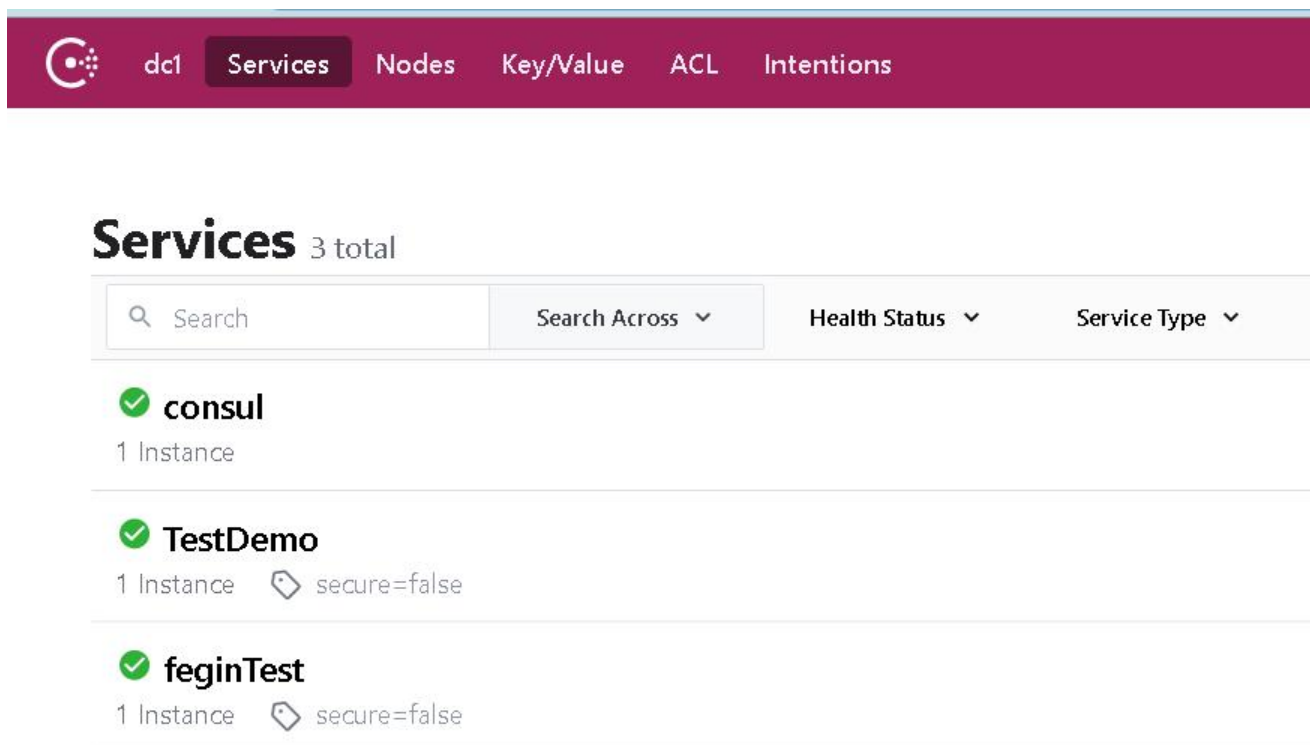 dc1 Services Nodes Key/Value ACL Intentions
Services 3 total
Search Search Across Health Status Service Type
consul
1 Instance
TestDemo
1 Instance secure=false
feginTest
1 Instance secure=false